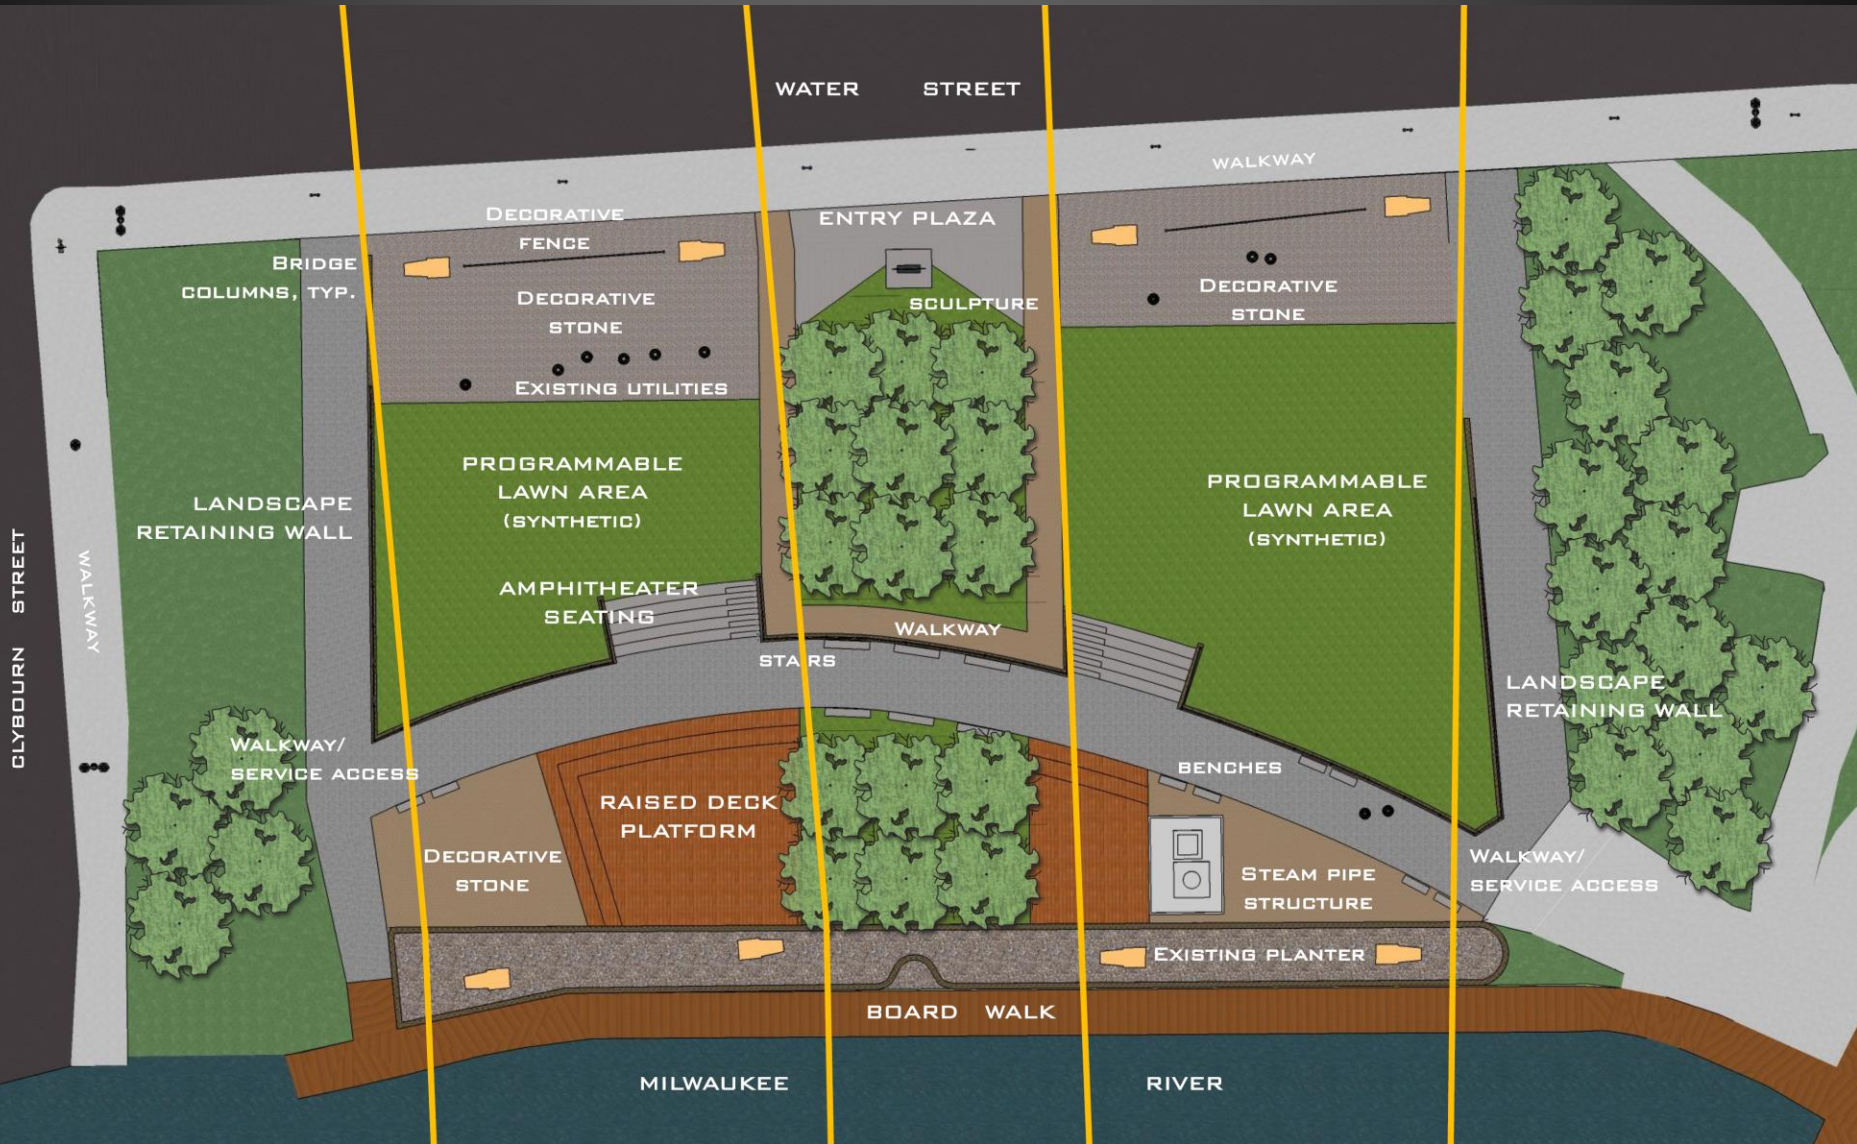 WATER STREET
WALKWAY
DECORATIVE
FENCE
ENTRY PLAZA
BRIDGE
COLUMNS, TYP.
DECORATIVE
STONE
SCULPTURE
DECORATIVE
STONE
EXISTING UTILITIES
PROGRAMMABLE
LAWN AREA
(SYNTHETIC)
PROGRAMMABLE
LAWN AREA
(SYNTHETIC)
LANDSCAPE
RETAINING WALL
CLYBOURN STREET
WALKWAY
AMPHITHEATER
SEATING
WALKWAY
STAIRS
LANDSCAPE
RETAINING WALL
WALKWAY/
SERVICE ACCESS
BENCHES
RAISED DECK
PLATFORM
DECORATIVE
STONE
STEAM PIPE
STRUCTURE
WALKWAY/
SERVICE ACCESS
EXISTING PLANTER
BOARD WALK
MILWAUKEE RIVER